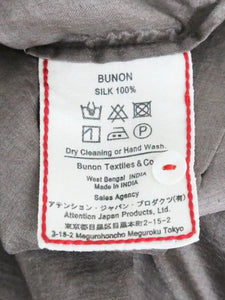 BUNON
SILK 100%
Dry Cleaning or Hand Wash.
Bunon Textiles & Co
West Bengal INDIA
Made in INDIA
Sales Agency
アテンション・ジャパン・プロダクツ(有)
Attention Japan Products, Ltd.
東京都目黒区目黒本町2-15-2
3-15-2 Megurohoncho Meguroku Tokyo